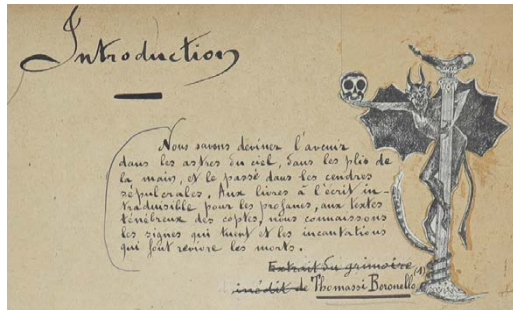 Introduction
Nous savons deviner l'avenir
dans les astres du ciel, dans les plis de
la main, et le passé dans les cendres
sépulcrales. Aux livres à l'écrit in-
traduisible pour les profanes, aux textes
ténébreux des coptes, nous connaissons
les signes qui tuent et les incantations
qui font revivre les morts.
Extrait du grimoire (1)
inédit de Thomassi Boronello